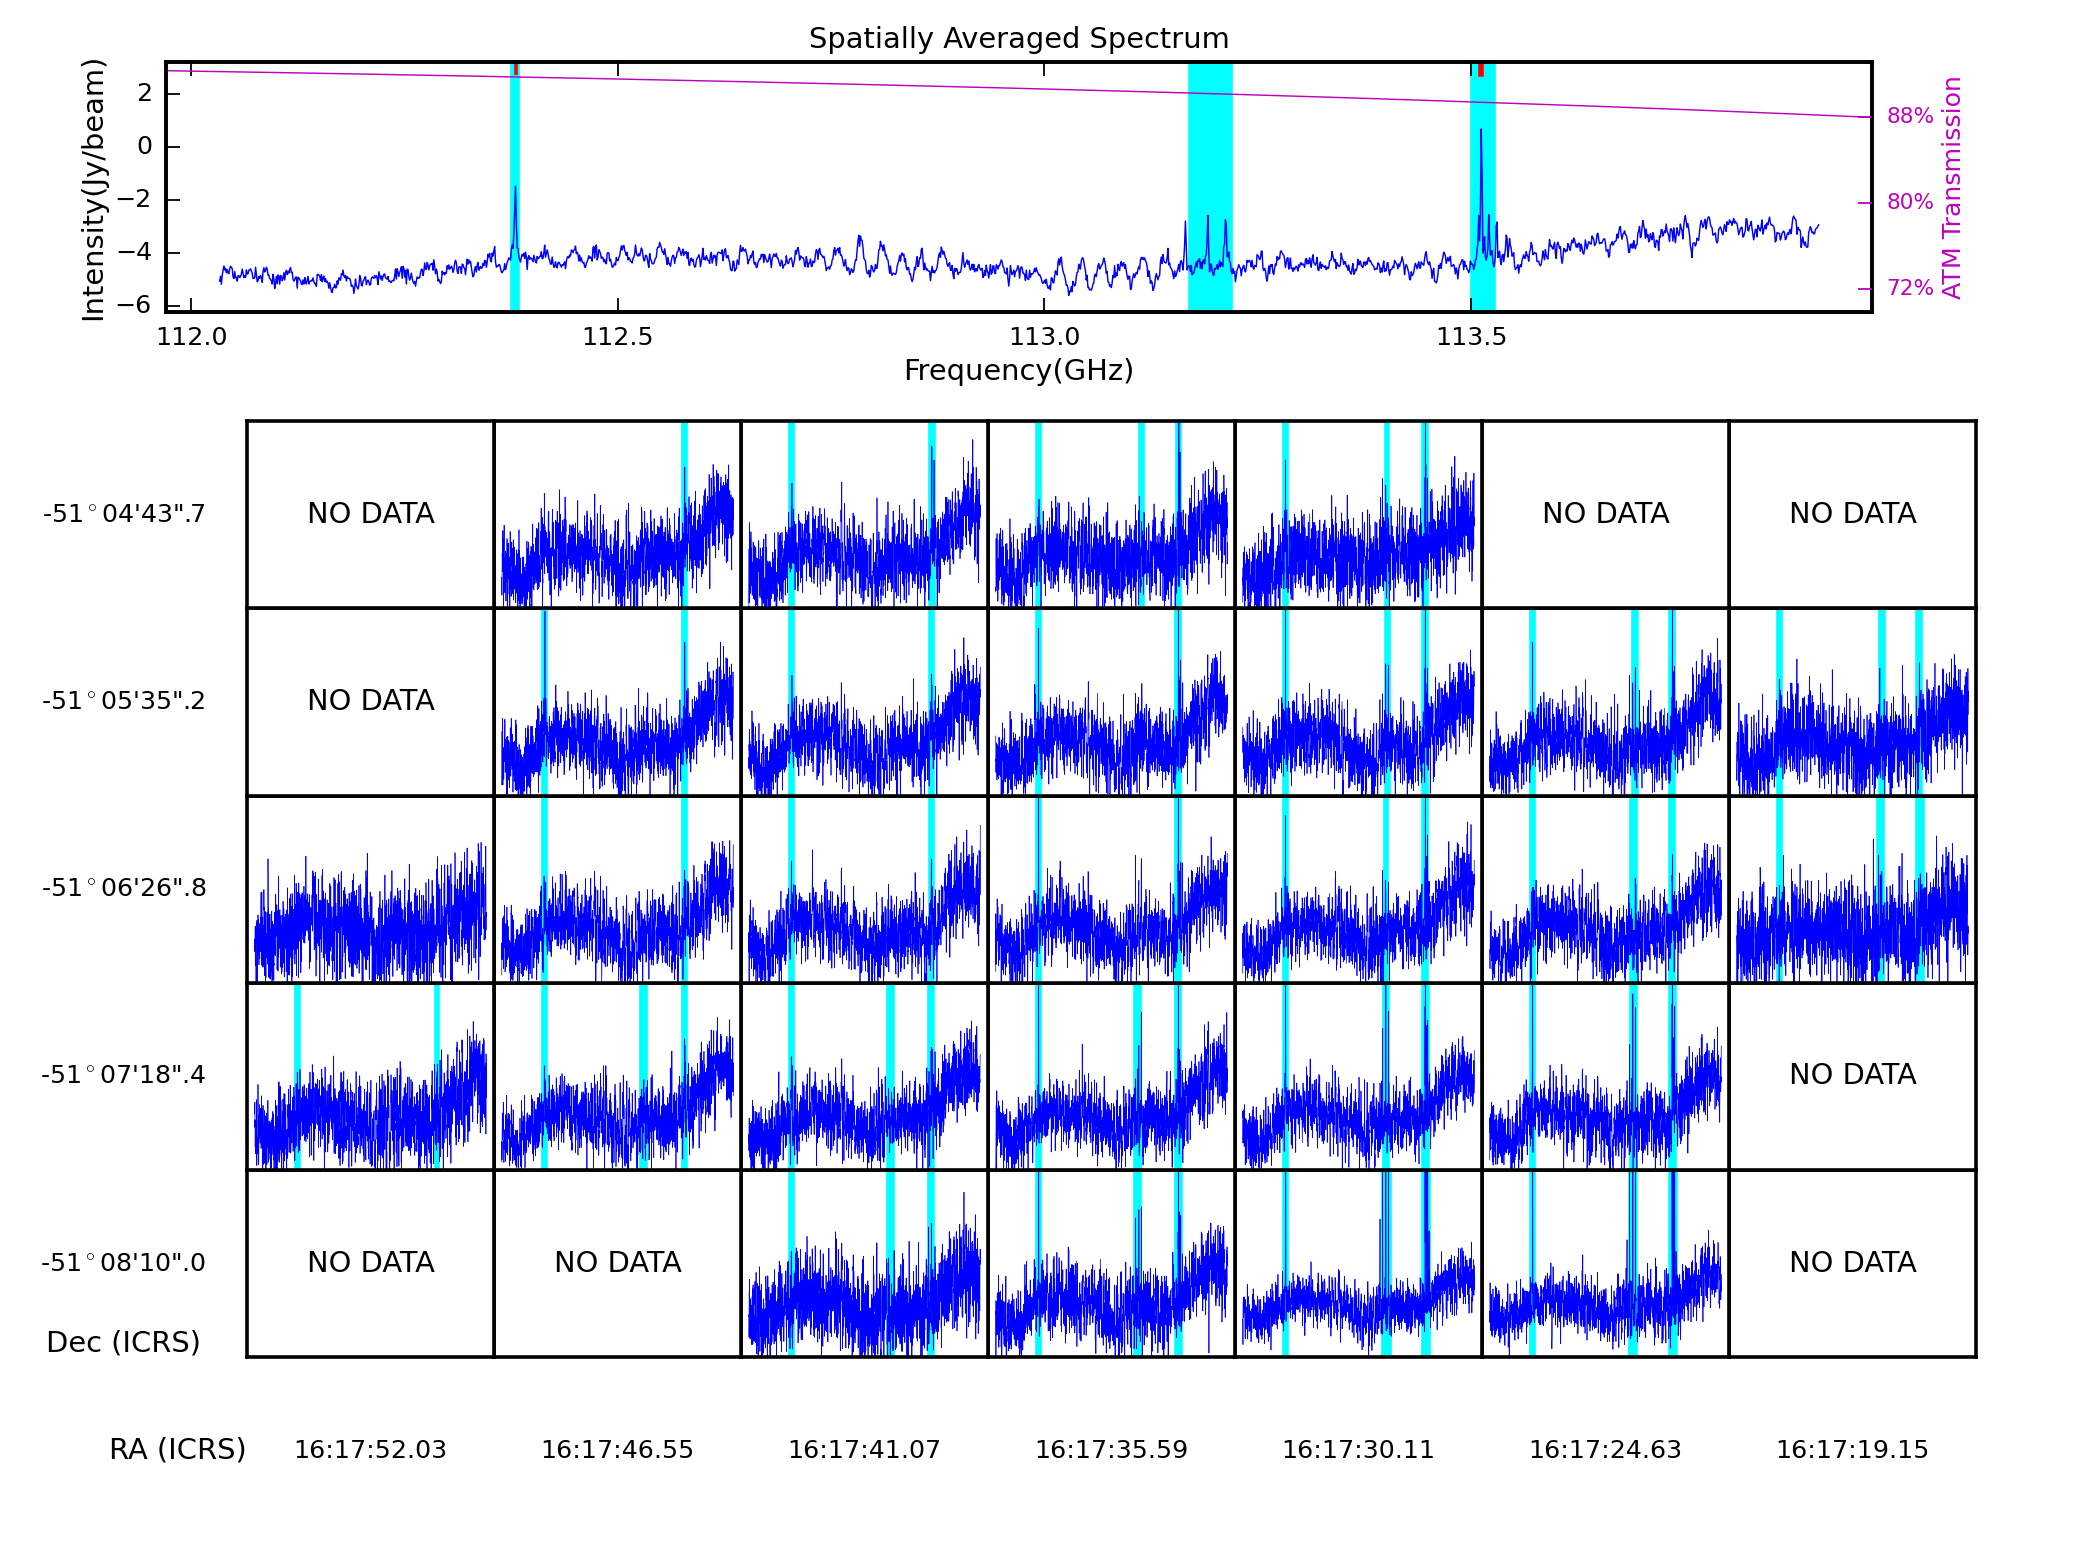 Spatially Averaged Spectrum
Intensity(Jy/beam)
2
0
−2
−4
−6
88%
80%
72%
ATM Transmission
112.0 112.5 113.0 113.5
Frequency(GHz)
-51°04'43".7 NO DATA NO DATA NO DATA
-51°05'35".2 NO DATA
-51°06'26".8
-51°07'18".4 NO DATA
-51°08'10".0 NO DATA NO DATA NO DATA
Dec (ICRS)
RA (ICRS) 16:17:52.03 16:17:46.55 16:17:41.07 16:17:35.59 16:17:30.11 16:17:24.63 16:17:19.15